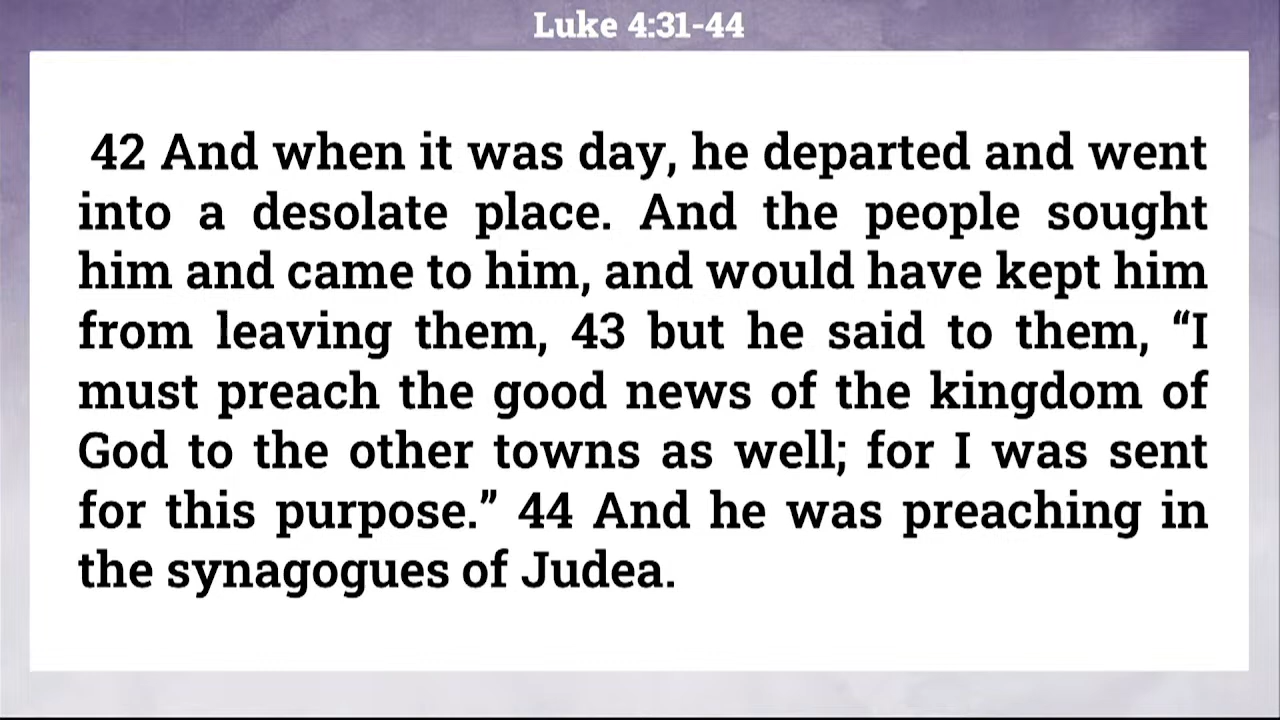 Luke 4:31-44
42 And when it was day, he departed and went
into a desolate place. And the people sought
him and came to him, and would have kept him
from leaving them, 43 but he said to them, “I
must preach the good news of the kingdom of
God to the other towns as well; for I was sent
for this purpose.” 44 And he was preaching in
the synagogues of Judea.